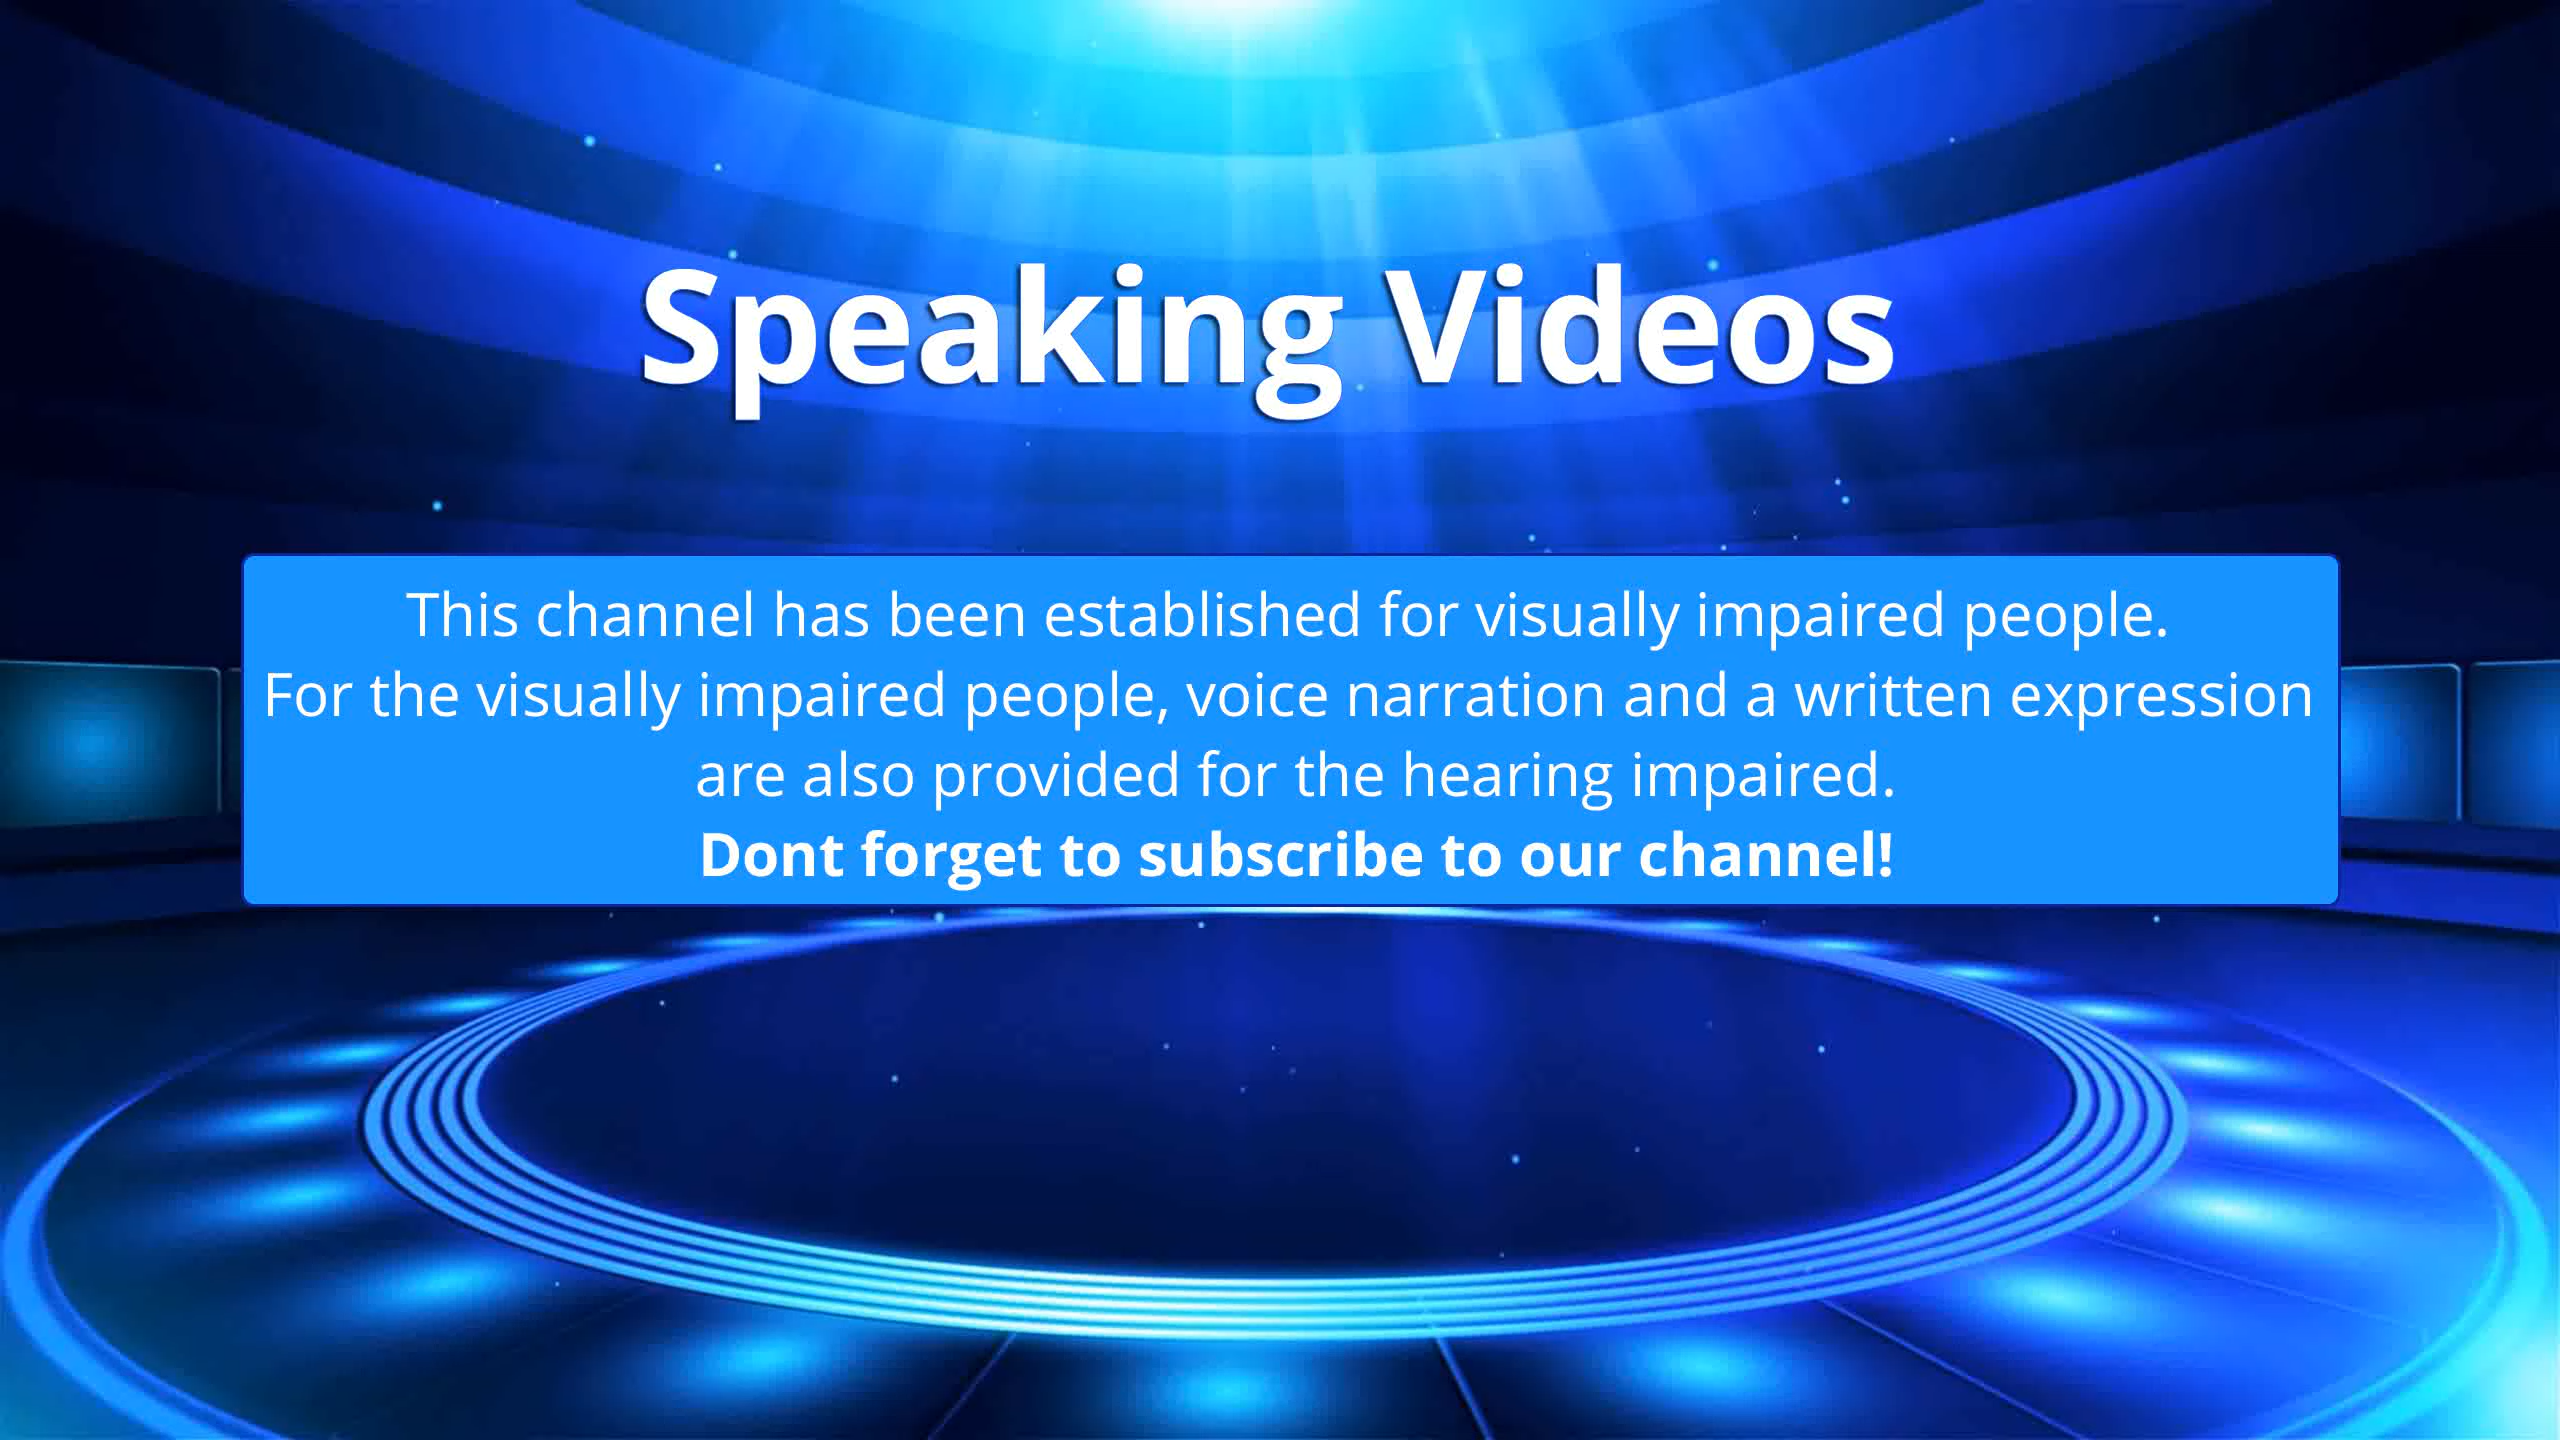 Speaking Videos
This channel has been established for visually impaired people.
For the visually impaired people, voice narration and a written expression
are also provided for the hearing impaired.
Dont forget to subscribe to our channel!